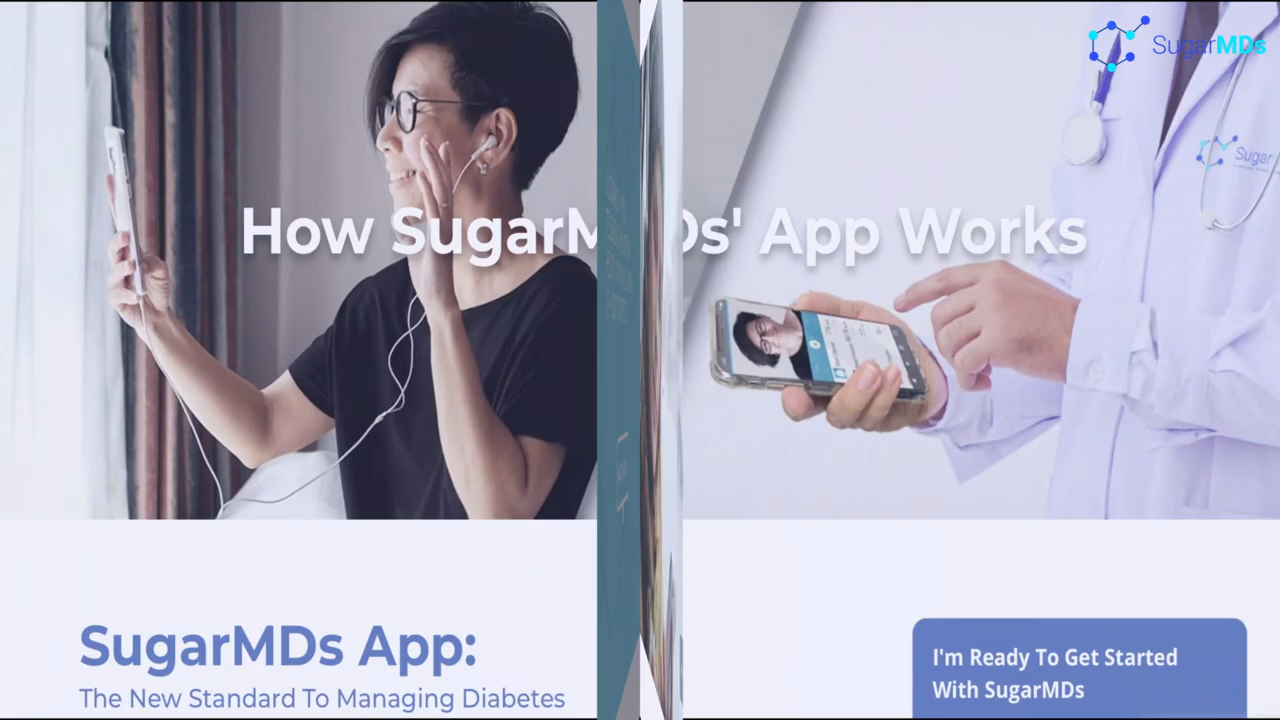 SugarMDs
Sugar
How SugarMDs' App Works
SugarMDs App:
The New Standard To Managing Diabetes
I'm Ready To Get Started
With SugarMDs